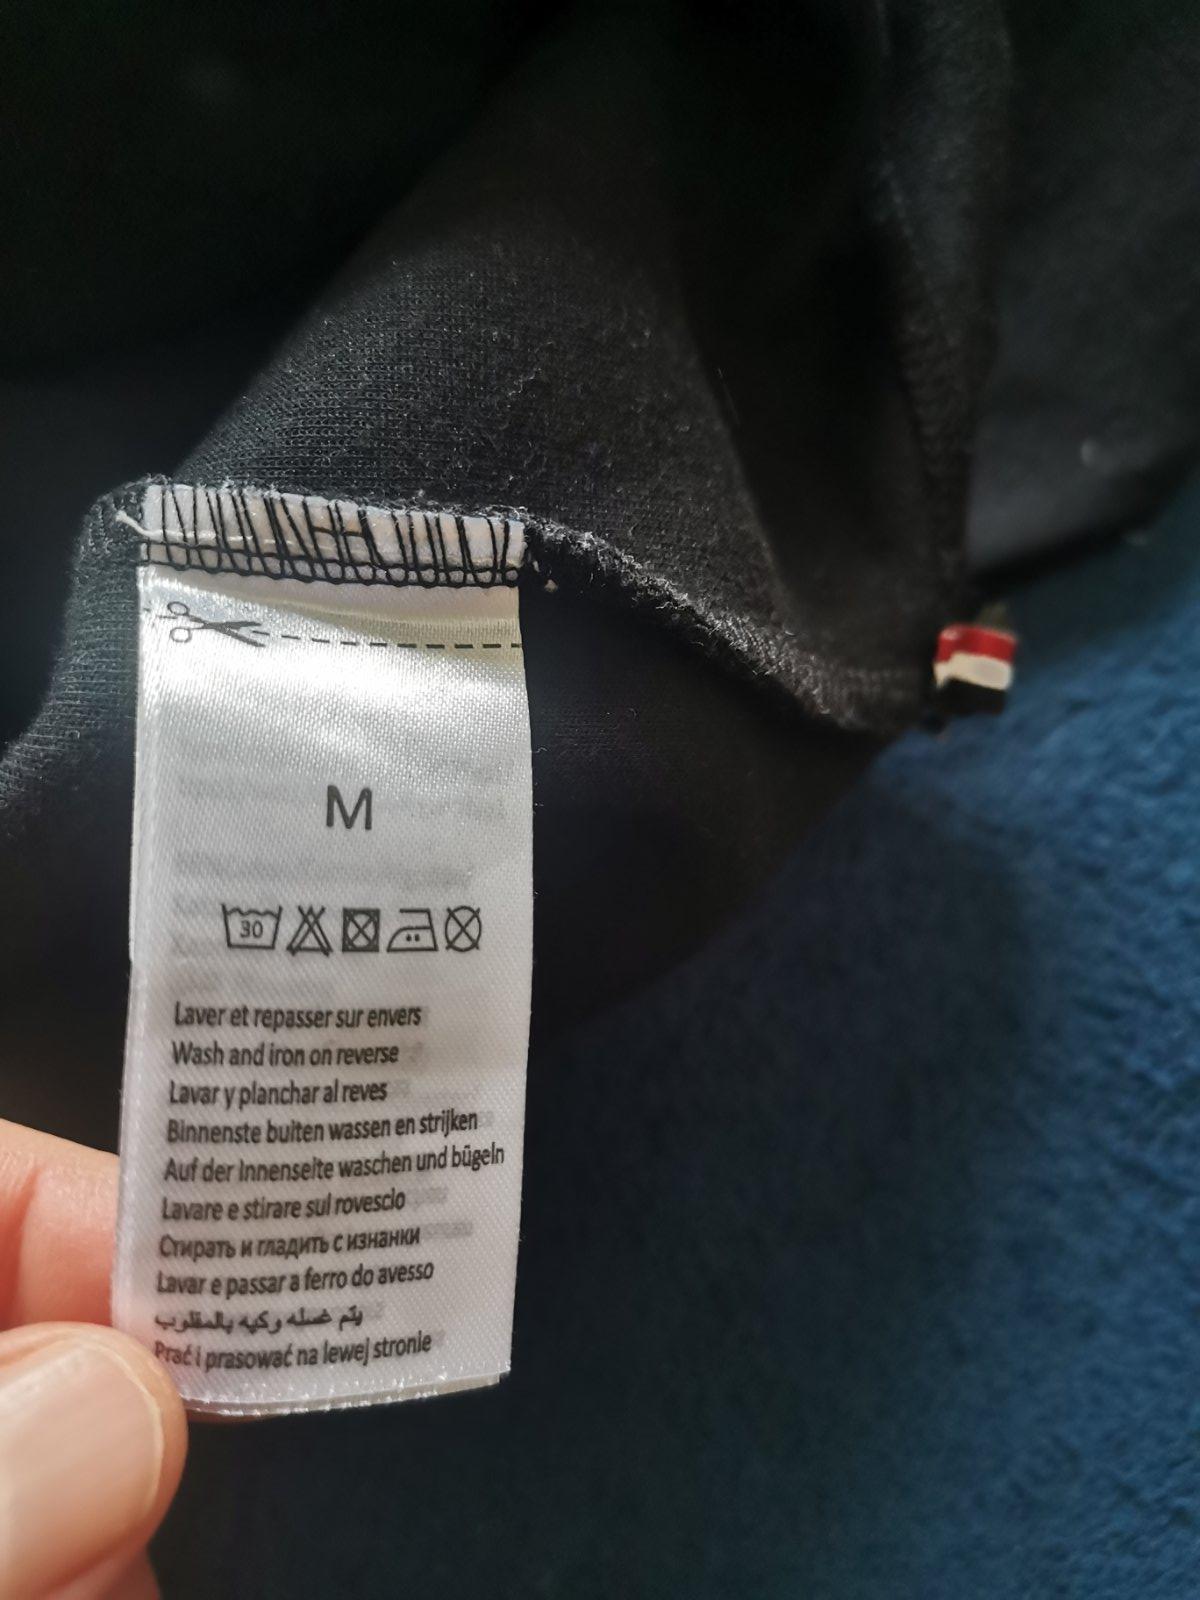 M
30
Laver et repasser sur envers
Wash and iron on reverse
Lavar y planchar al reves
Binnenste buiten wassen en strijken
Auf der Innenseite waschen und bügeln
Lavare e stirare sul rovescio
Стирать и гладить с изнанки
Lavar e passar a ferro do avesso
يتم غسله وكيه بالمقلوب
Prać i prasować na lewej stronie